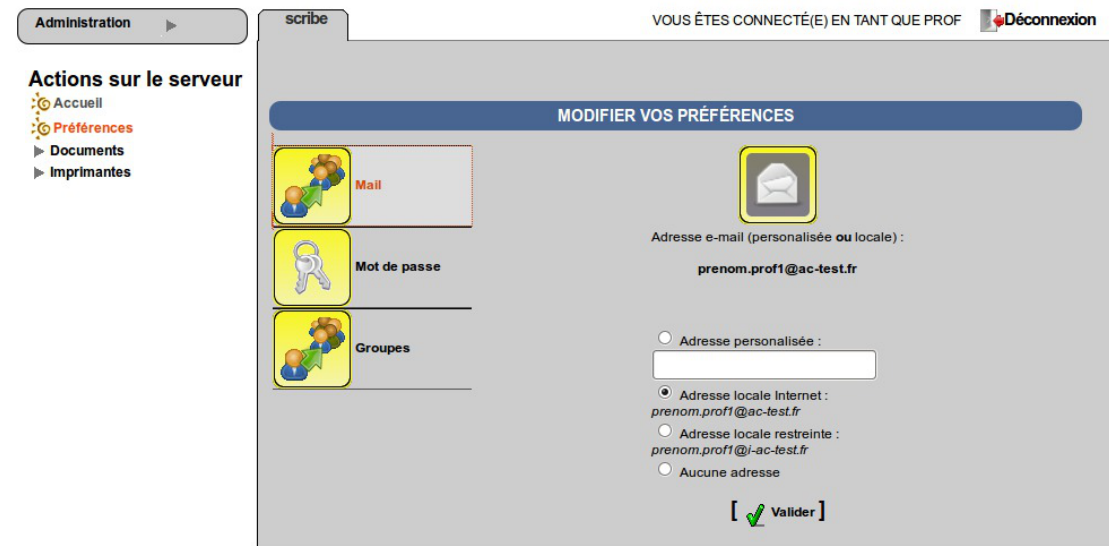 Administration
scribe
VOUS ÊTES CONNECTÉ(E) EN TANT QUE PROF
Déconnexion
Actions sur le serveur
Accueil
Préférences
Documents
Imprimantes
MODIFIER VOS PRÉFÉRENCES
Mail
Mot de passe
Groupes
Adresse e-mail (personalisée ou locale) :
prenom.prof1@ac-test.fr
Adresse personalisée :
Adresse locale Internet :
prenom.prof1@ac-test.fr
Adresse locale restreinte :
prenom.prof1@i-ac-test.fr
Aucune adresse
[ Valider ]